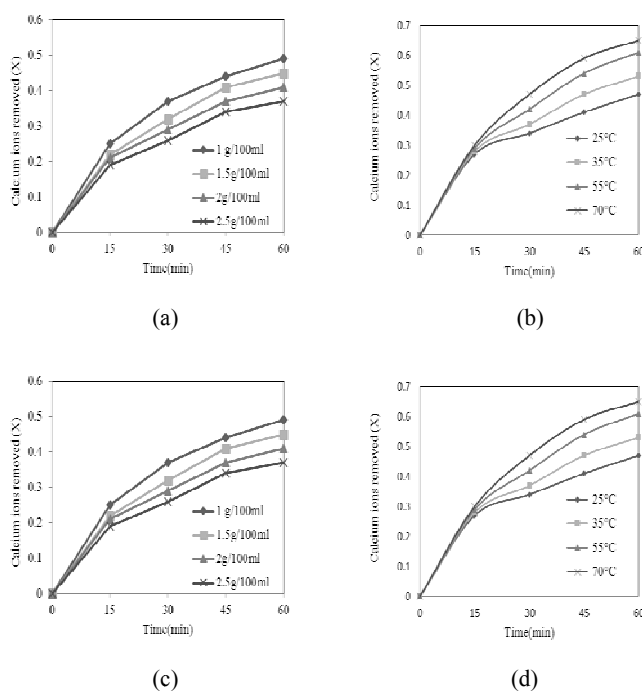 0.6
0.5
0.4
0.3
0.2
0.1
0
Calcium ions removed (X)
0 15 30 45 60
Time(min)
1 g/100ml
1.5g/100ml
2g/100ml
2.5g/100ml
(a)
0.7
0.6
0.5
0.4
0.3
0.2
0.1
0
Calcium ions removed (X)
0 15 30 45 60
Time(min)
25°C
35°C
55°C
70°C
(b)
0.6
0.5
0.4
0.3
0.2
0.1
0
Calcium ions removed (X)
0 15 30 45 60
Time(min)
1 g/100ml
1.5g/100ml
2g/100ml
2.5g/100ml
(c)
0.7
0.6
0.5
0.4
0.3
0.2
0.1
0
Calcium ions removed (X)
0 15 30 45 60
Time(min)
25°C
35°C
55°C
70°C
(d)